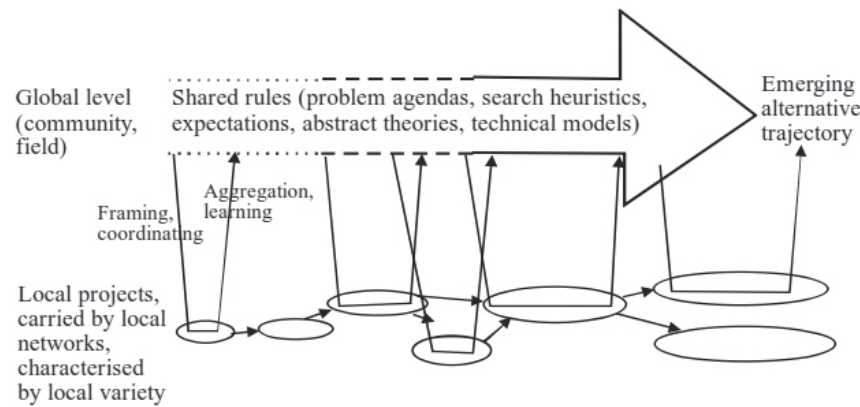 Global level
(community,
field)
Shared rules (problem agendas, search heuristics,
expectations, abstract theories, technical models)
Emerging
alternative
trajectory
Framing,
coordinating
Aggregation,
learning
Local projects,
carried by local
networks,
characterised
by local variety